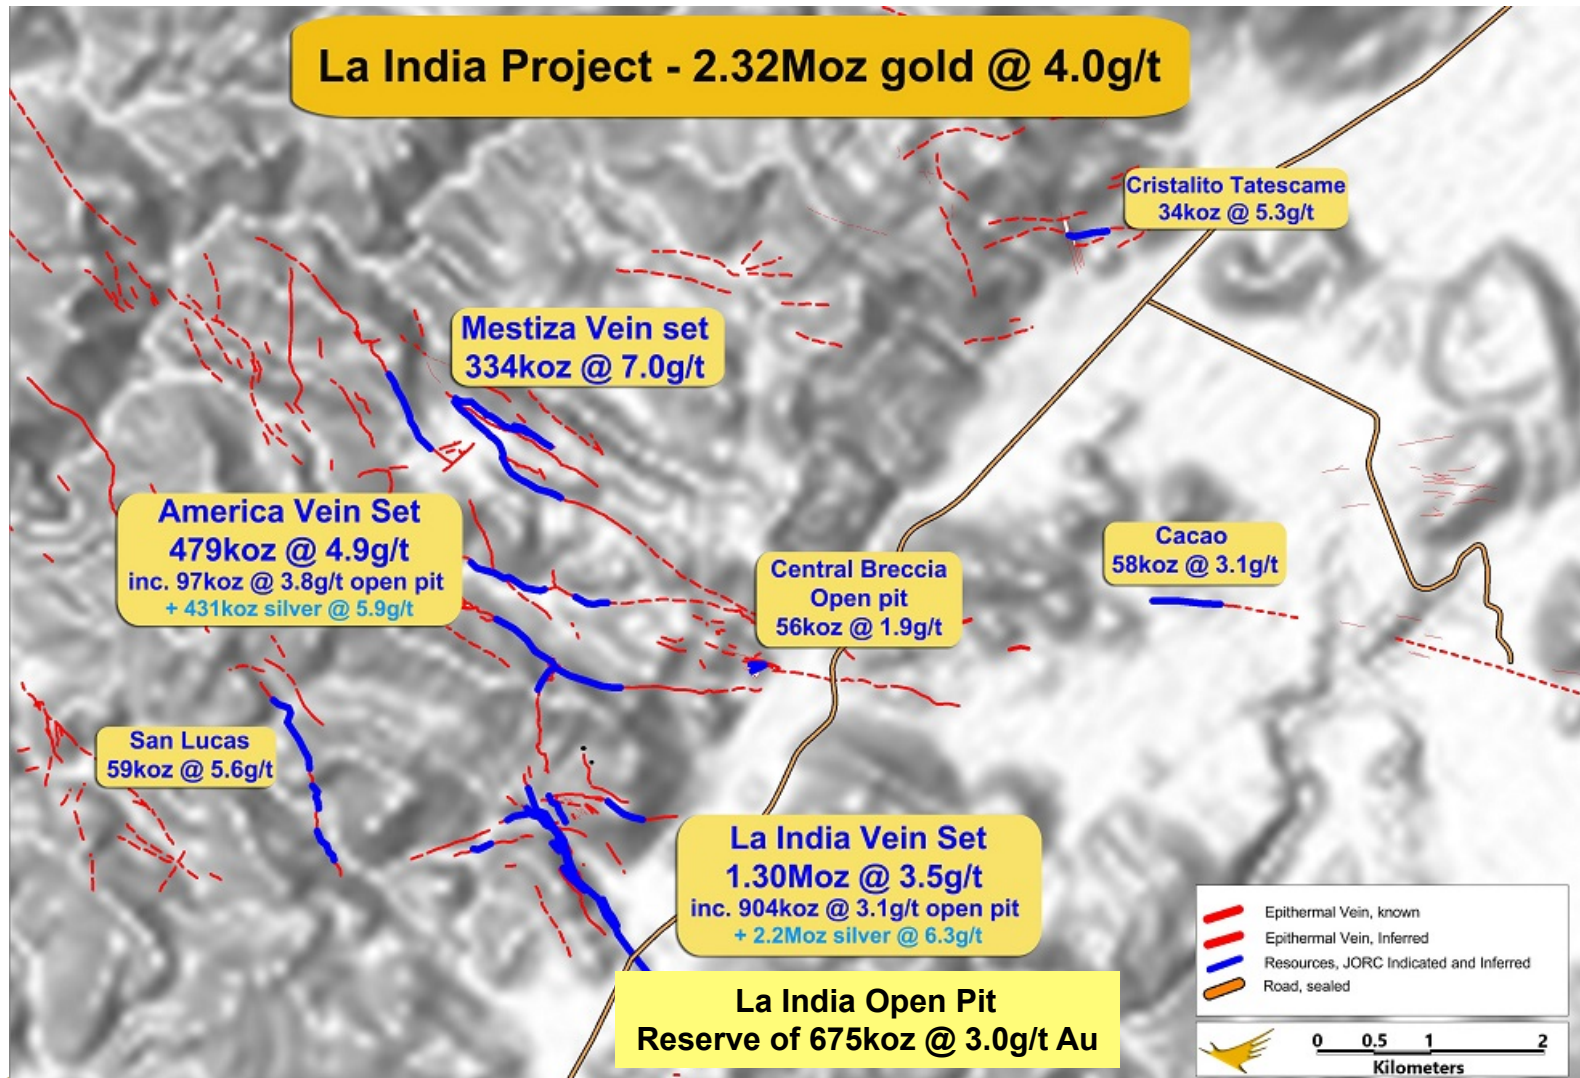 La India Project - 2.32Moz gold @ 4.0g/t
Cristalito Tatescame
34koz @ 5.3g/t
Mestiza Vein set
334koz @ 7.0g/t
America Vein Set
479koz @ 4.9g/t
inc. 97koz @ 3.8g/t open pit
+ 431koz silver @ 5.9g/t
Central Breccia
Open pit
56koz @ 1.9g/t
Cacao
58koz @ 3.1g/t
San Lucas
59koz @ 5.6g/t
La India Vein Set
1.30Moz @ 3.5g/t
inc. 904koz @ 3.1g/t open pit
+ 2.2Moz silver @ 6.3g/t
La India Open Pit
Reserve of 675koz @ 3.0g/t Au
Epithermal Vein, known
Epithermal Vein, Inferred
Resources, JORC Indicated and Inferred
Road, sealed
0 0.5 1 2
Kilometers